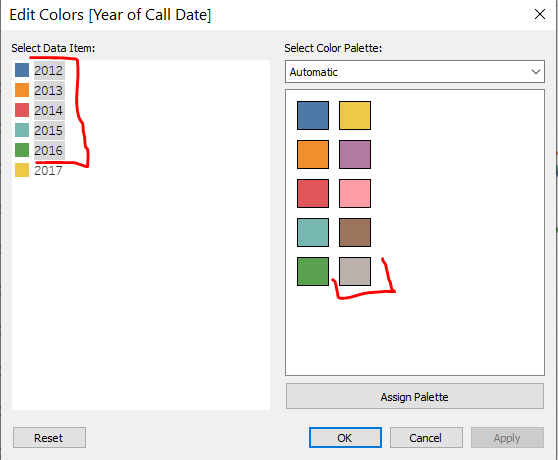 Edit Colors [Year of Call Date]
Select Data Item:
2012
2013
2014
2015
2016
2017
Select Color Palette:
Automatic
Assign Palette
Reset
OK
Cancel
Apply